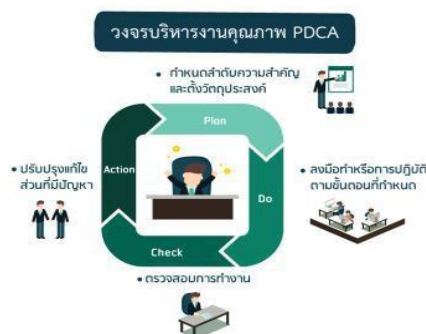 วงจรบริหารงานคุณภาพ PDCA
• กำหนดลำดับความสำคัญ
และตั้งวัตถุประสงค์
Plan
• ปรับปรุงแก้ไข
ส่วนที่มีปัญหา
Action
Do
• ลงมือทำหรือการปฏิบัติ
ตามขั้นตอนที่กำหนด
Check
• ตรวจสอบการทำงาน